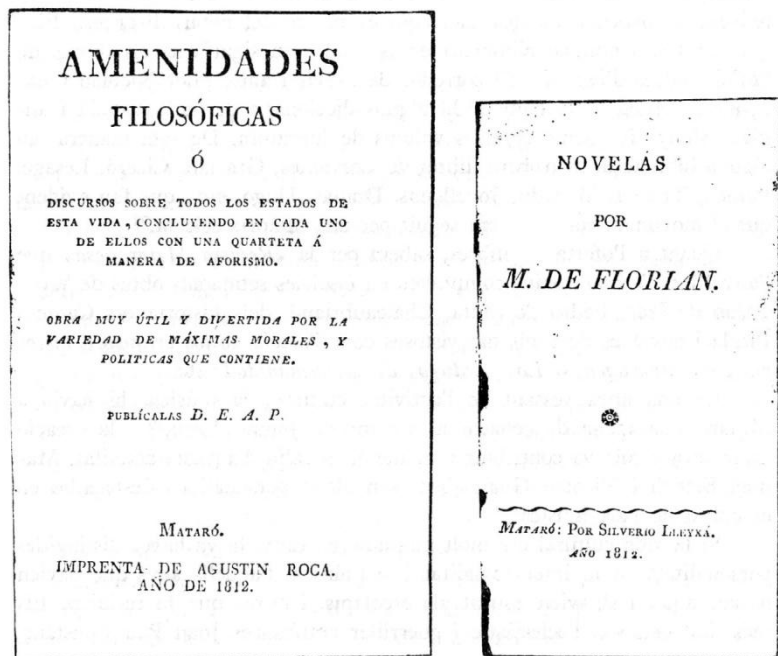 AMENIDADES
FILOSÓFICAS
Ó
DISCURSOS SOBRE TODOS LOS ESTADOS DE
ESTA VIDA, CONCLUYENDO EN CADA UNO
DE ELLOS CON UNA QUARTETA Á
MANERA DE AFORISMO.
OBRA MUY ÚTIL Y DIVERTIDA POR LA
VARIEDAD DE MÁXIMAS MORALES, Y
POLITICAS QUE CONTIENE.
PUBLÍCALAS D. E. A. P.
MATARÓ.
IMPRENTA DE AGUSTIN ROCA.
AÑO DE 1812.
NOVELAS
POR
M. DE FLORIAN.
MATARÓ: POR SILVERIO LLEYXÁ.
AÑO 1812.